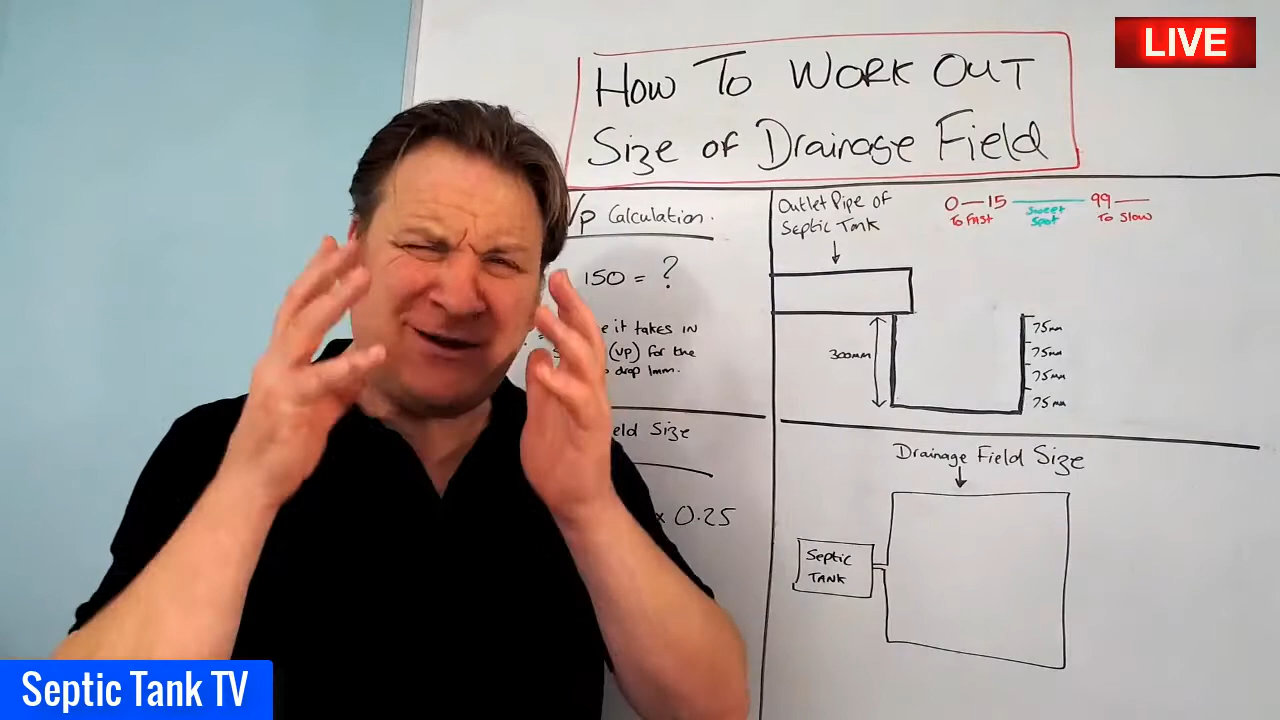 LIVE
How To WORK OUT
Size of Drainage Field
Vp Calculation.
150 = ?
e it takes in
(vp) for the
drop 1mm.
eld Size
x 0.25
Outlet Pipe of
Septic Tank
0—15 —— 99 —
To Fast Sweet Spot To Slow
300mm
75mm
75mm
75mm
75mm
Drainage Field Size
Septic
TANK
Septic Tank TV